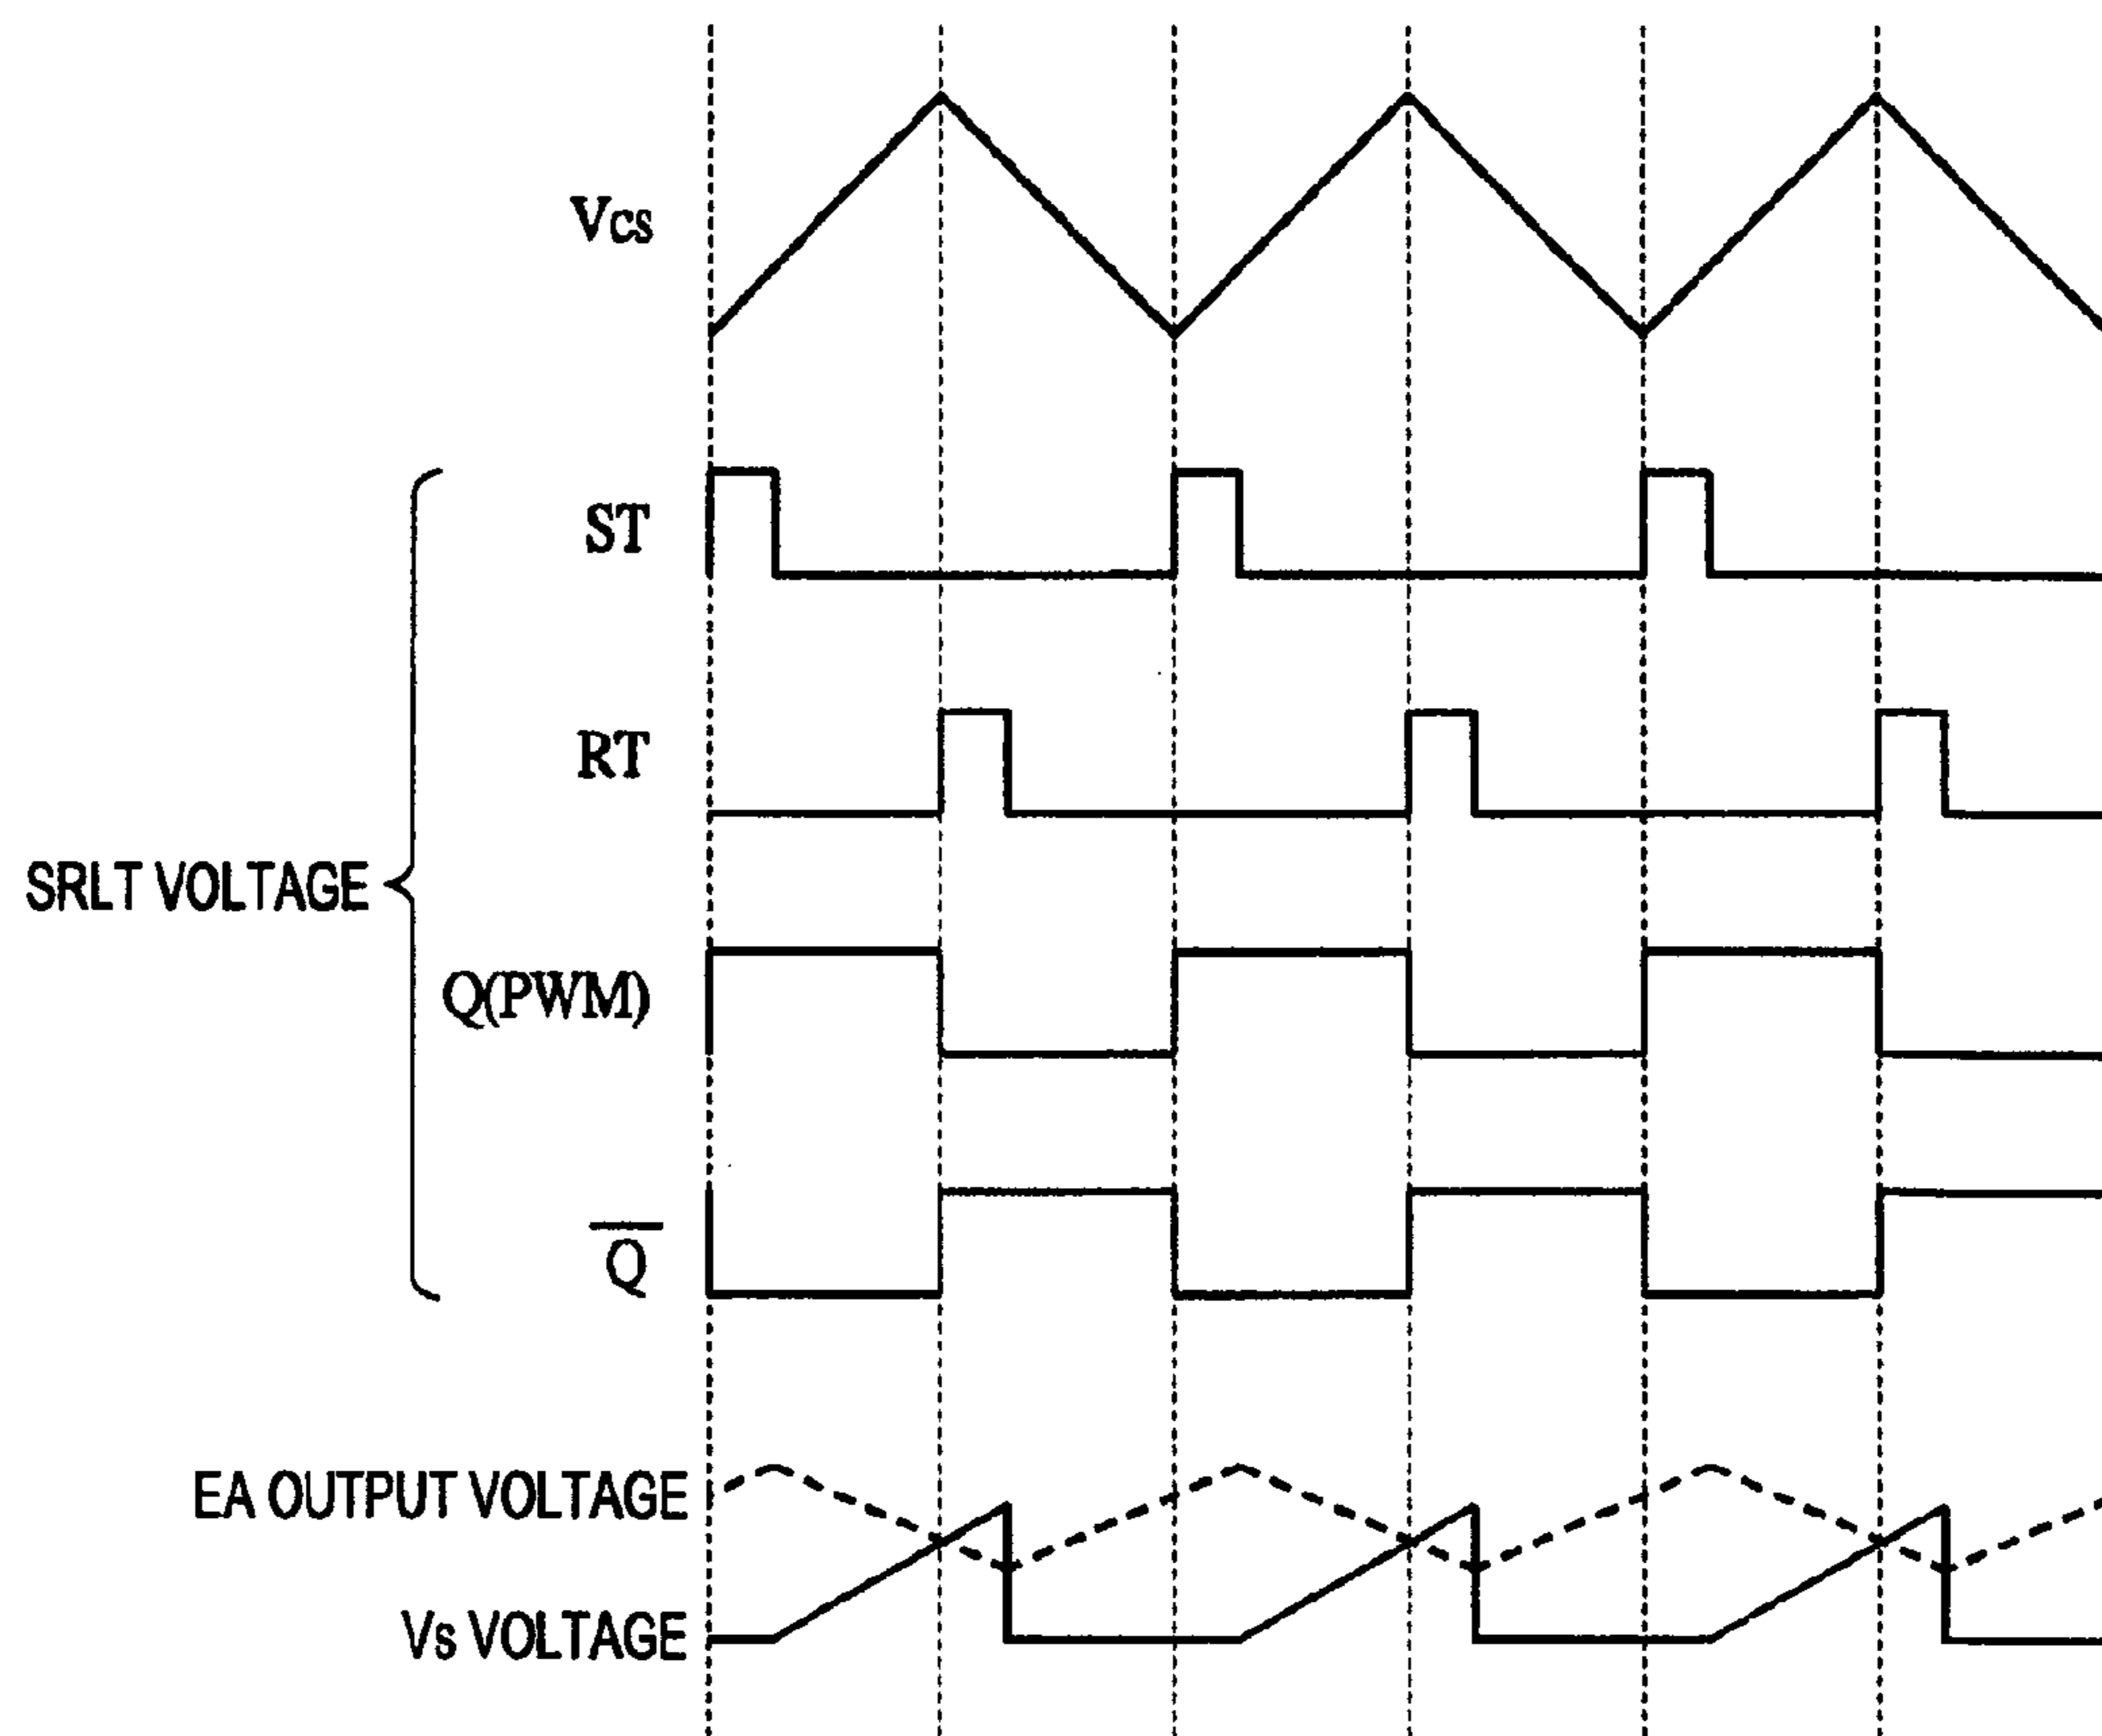 Vcs
ST
RT
SRLT VOLTAGE
Q(PWM)
Q̅
EA OUTPUT VOLTAGE
Vs VOLTAGE